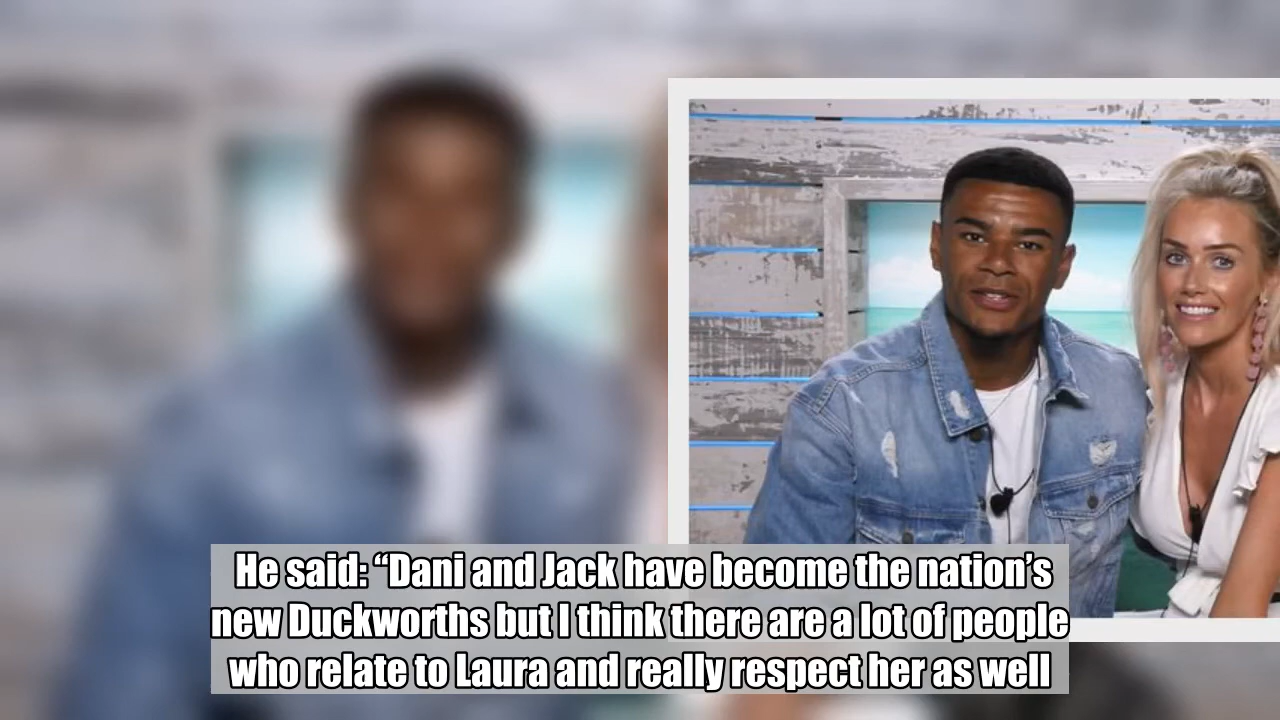 He said: “Dani and Jack have become the nation’s
new Duckworths but I think there are a lot of people
who relate to Laura and really respect her as well